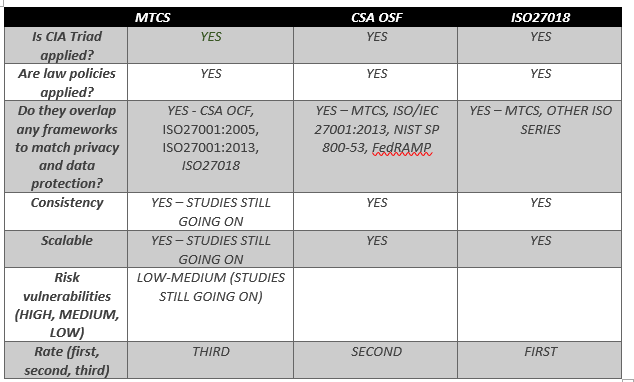 MTCS CSA OSF ISO27018
Is CIA Triad YES YES YES
applied?
Are law policies YES YES YES
applied?
Do they overlap YES - CSA OCF, YES – MTCS, ISO/IEC YES – MTCS, OTHER ISO
any frameworks ISO27001:2005, 27001:2013, NIST SP SERIES
to match privacy ISO27001:2013, 800-53, FedRAMP
and data ISO27018
protection?
Consistency YES – STUDIES STILL YES YES
GOING ON
Scalable YES – STUDIES STILL YES YES
GOING ON
Risk LOW-MEDIUM (STUDIES
vulnerabilities STILL GOING ON)
(HIGH, MEDIUM,
LOW)
Rate (first, THIRD SECOND FIRST
second, third)